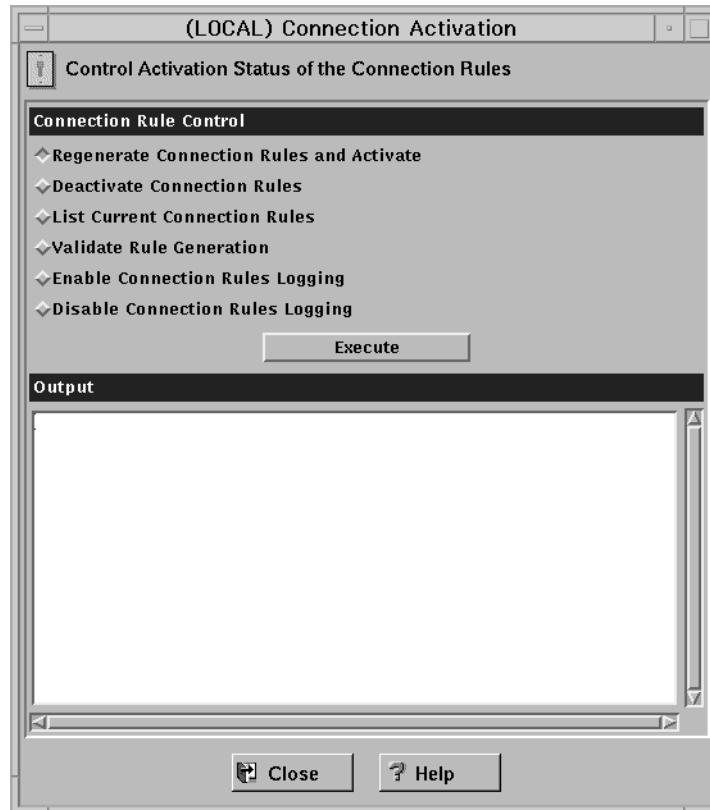 (LOCAL) Connection Activation
Control Activation Status of the Connection Rules
Connection Rule Control
Regenerate Connection Rules and Activate
Deactivate Connection Rules
List Current Connection Rules
Validate Rule Generation
Enable Connection Rules Logging
Disable Connection Rules Logging
Execute
Output
Close
Help